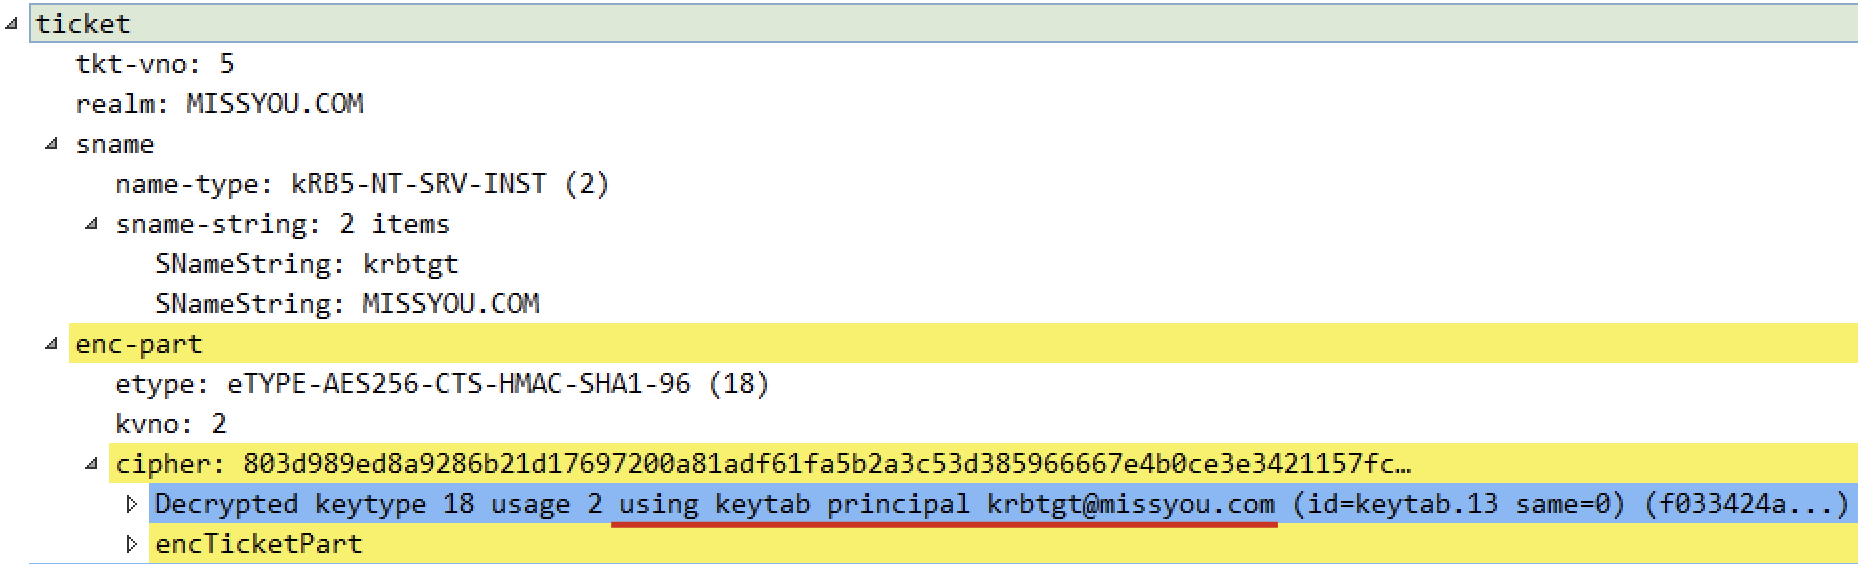 ticket
tkt-vno: 5
realm: MISSYOU.COM
sname
name-type: kRB5-NT-SRV-INST (2)
sname-string: 2 items
SNameString: krbtgt
SNameString: MISSYOU.COM
enc-part
etype: eTYPE-AES256-CTS-HMAC-SHA1-96 (18)
kvno: 2
cipher: 803d989ed8a9286b21d17697200a81adf61fa5b2a3c53d385966667e4b0ce3e3421157fc…
Decrypted keytype 18 usage 2 using keytab principal krbtgt@missyou.com (id=keytab.13 same=0) (f033424a...)
encTicketPart